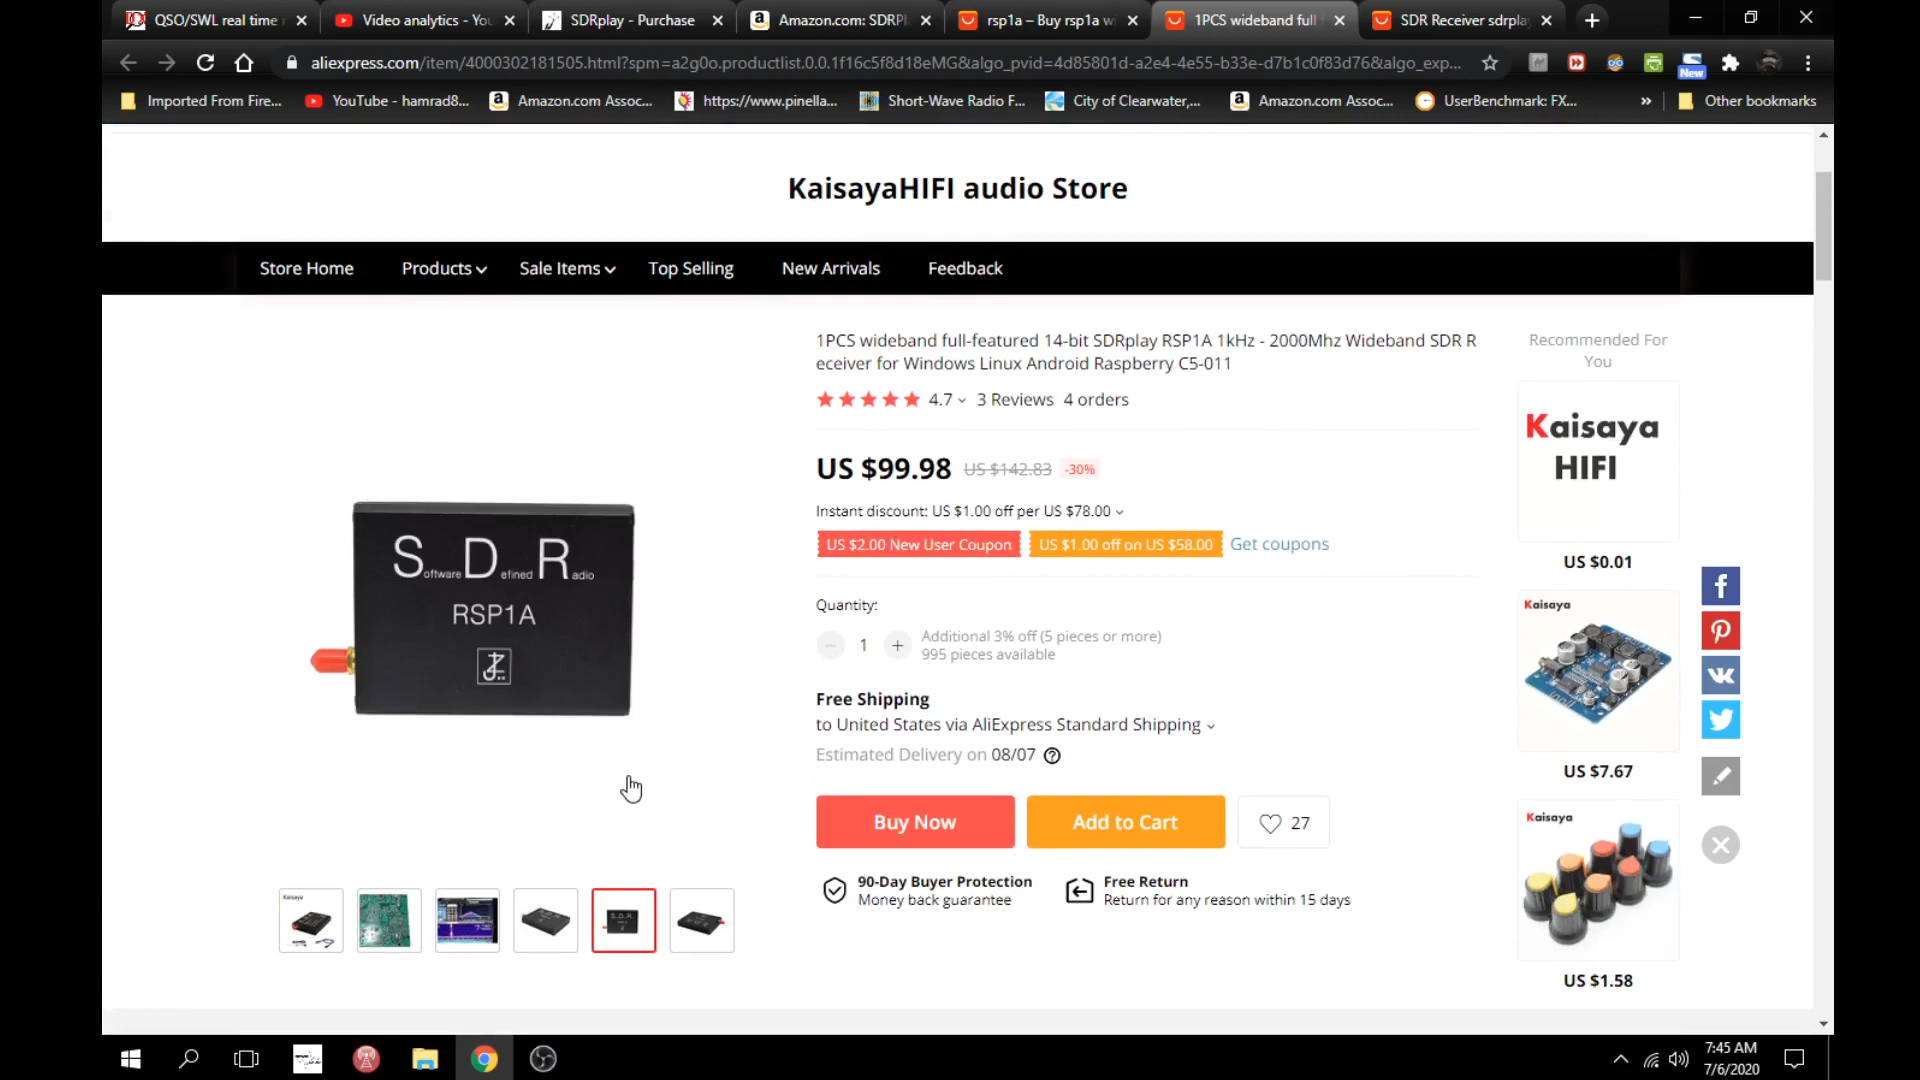 QSO/SWL real time
Video analytics - You
SDRplay - Purchase
Amazon.com: SDRPl
rsp1a – Buy rsp1a wi
1PCS wideband full
SDR Receiver sdrpla
aliexpress.com/item/4000302181505.html?spm=a2g0o.productlist.0.0.1f16c5f8d18eMG&algo_pvid=4d85801d-a2e4-4e55-b33e-d7b1c0f83d76&algo_exp...
New
Imported From Fire...
YouTube - hamrad8...
Amazon.com Assoc...
https://www.pinella...
Short-Wave Radio F...
City of Clearwater,...
Amazon.com Assoc...
UserBenchmark: FX...
»
Other bookmarks
KaisayaHIFI audio Store
Store Home
Products
Sale Items
Top Selling
New Arrivals
Feedback
1PCS wideband full-featured 14-bit SDRplay RSP1A 1kHz - 2000Mhz Wideband SDR R
eceiver for Windows Linux Android Raspberry C5-011
4.7 3 Reviews 4 orders
US $99.98 US $142.83 -30%
Instant discount: US $1.00 off per US $78.00
US $2.00 New User Coupon
US $1.00 off on US $58.00
Get coupons
Quantity:
1
Additional 3% off (5 pieces or more)
995 pieces available
Free Shipping
to United States via AliExpress Standard Shipping
Estimated Delivery on 08/07
Buy Now
Add to Cart
27
90-Day Buyer Protection
Money back guarantee
Free Return
Return for any reason within 15 days
Software Defined Radio
RSP1A
Kaisaya
S.D.R.
Recommended For
You
Kaisaya
HIFI
US $0.01
Kaisaya
US $7.67
Kaisaya
US $1.58
7:45 AM
7/6/2020